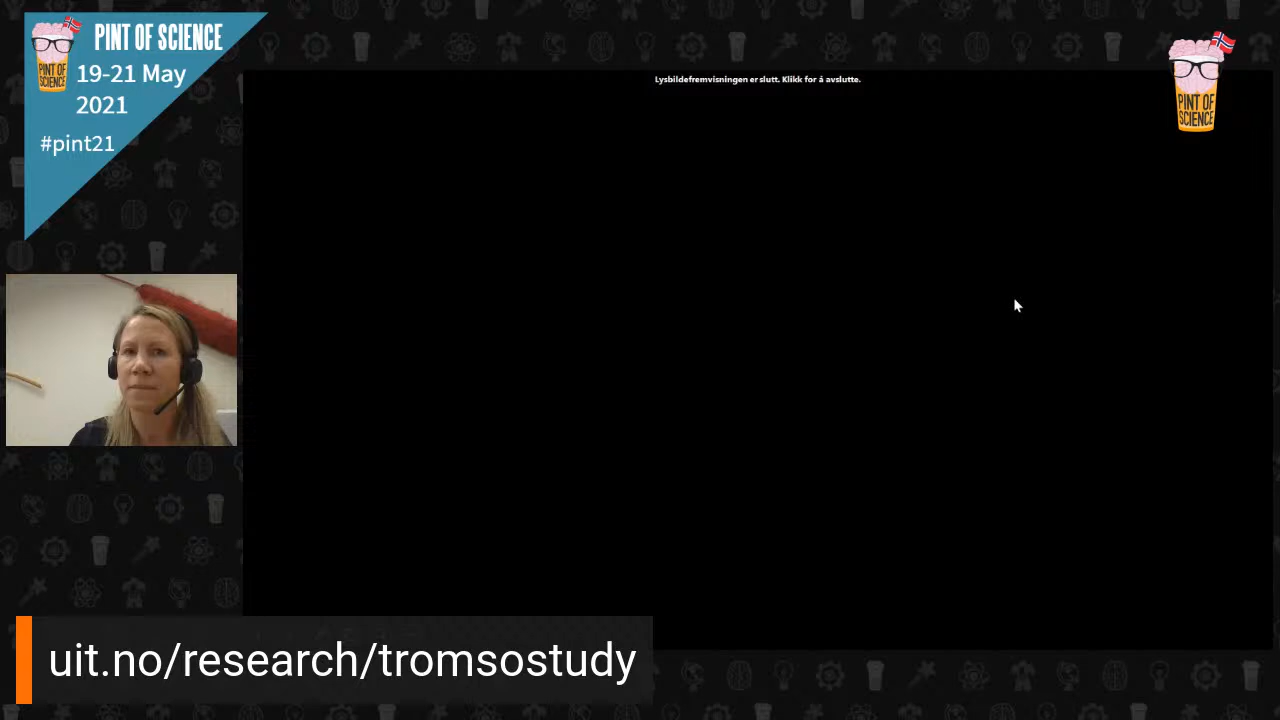 PINT OF SCIENCE
19-21 May
2021
#pint21
PINT OF
SCIENCE
Lysbildefremvisningen er slutt. Klikk for å avslutte.
PINT OF
SCIENCE
uit.no/research/tromsostudy